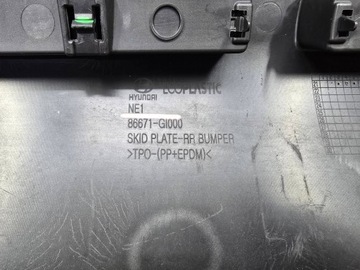 HYUNDAI ECOPLASTIC
NE1
86671-GI000
SKID PLATE-RR BUMPER
>TPO-(PP+EPDM)<